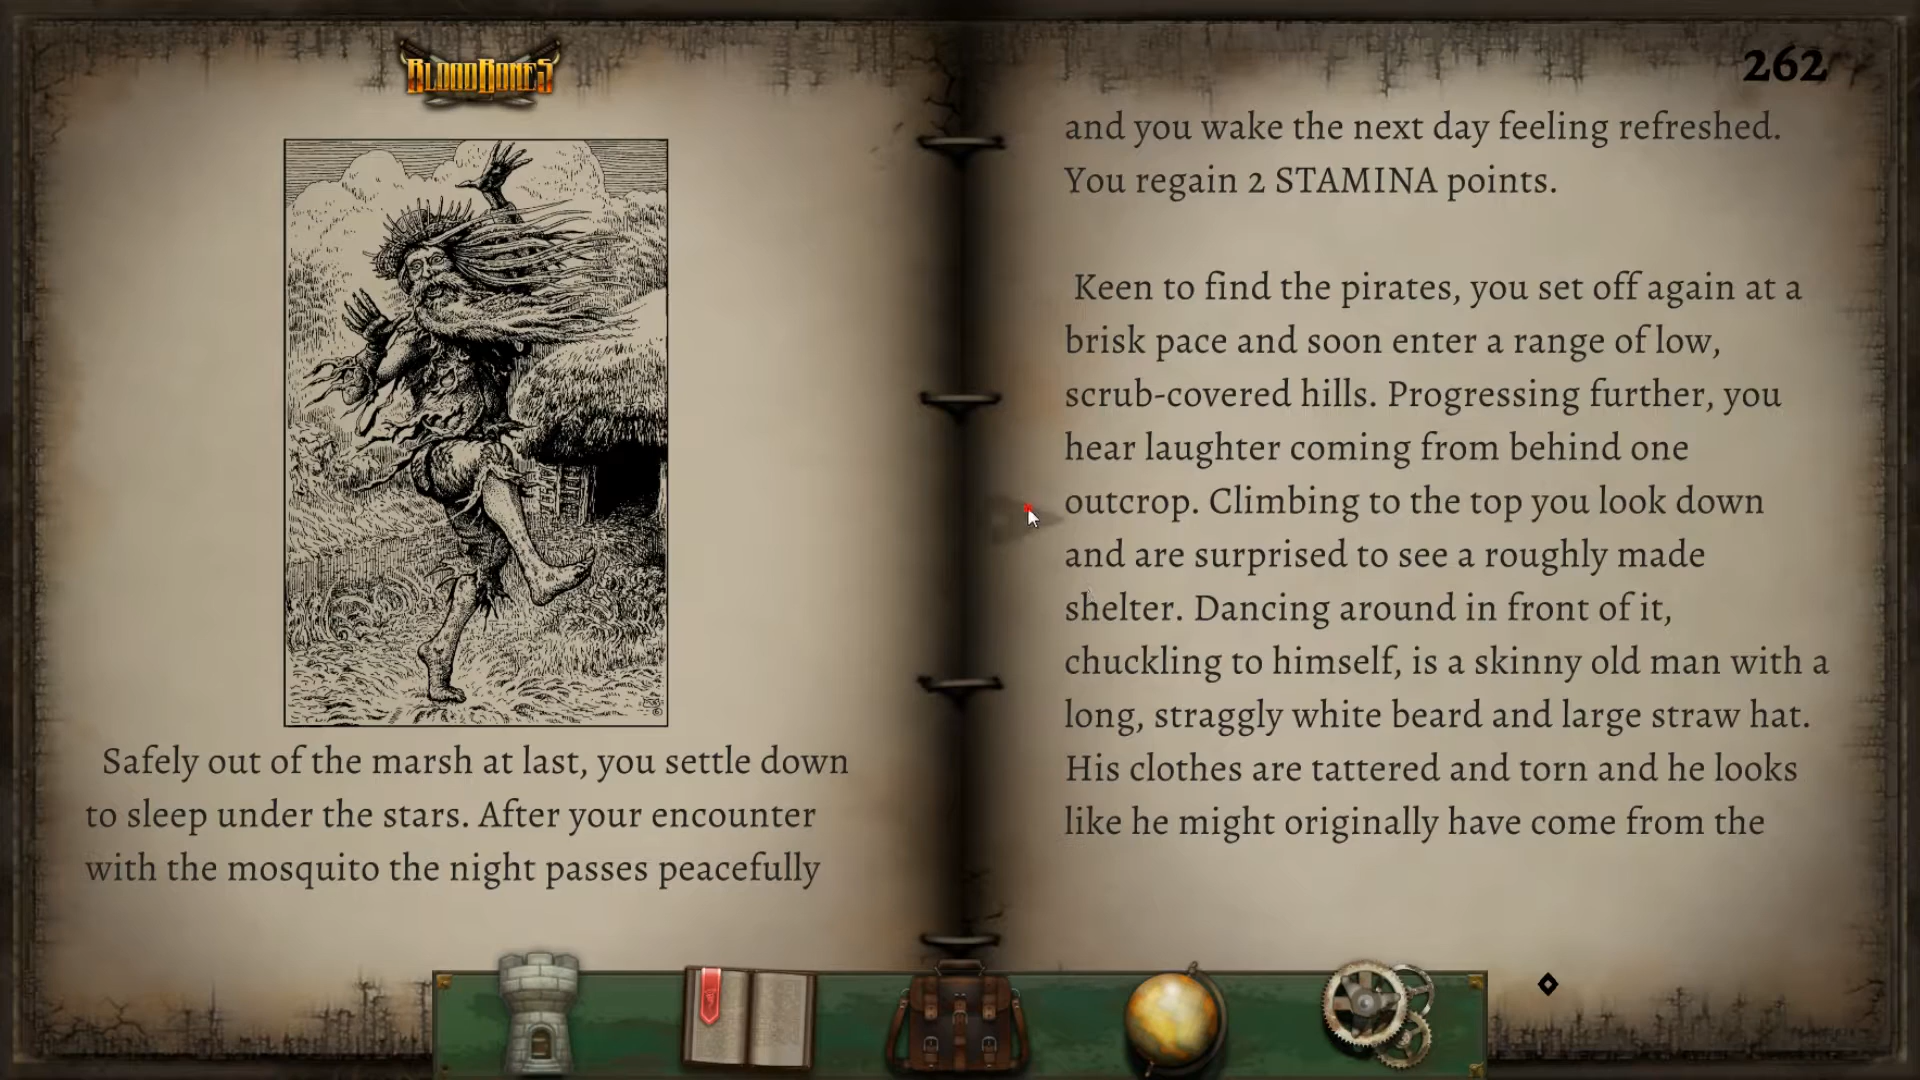 BLOODBONES
262
Safely out of the marsh at last, you settle down
to sleep under the stars. After your encounter
with the mosquito the night passes peacefully
and you wake the next day feeling refreshed.
You regain 2 STAMINA points.
Keen to find the pirates, you set off again at a
brisk pace and soon enter a range of low,
scrub-covered hills. Progressing further, you
hear laughter coming from behind one
outcrop. Climbing to the top you look down
and are surprised to see a roughly made
shelter. Dancing around in front of it,
chuckling to himself, is a skinny old man with a
long, straggly white beard and large straw hat.
His clothes are tattered and torn and he looks
like he might originally have come from the